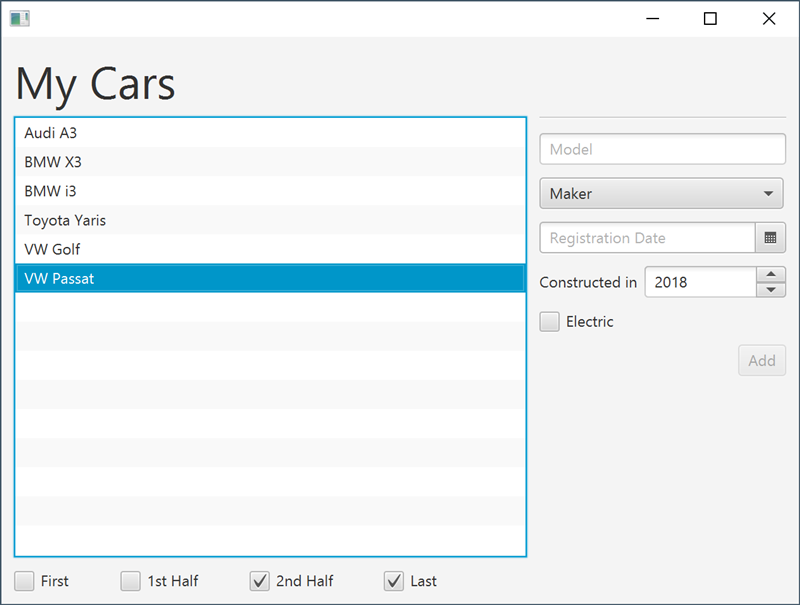 My Cars
Audi A3
BMW X3
BMW i3
Toyota Yaris
VW Golf
VW Passat
Model
Maker
Registration Date
Constructed in 2018
Electric
Add
First 1st Half 2nd Half Last